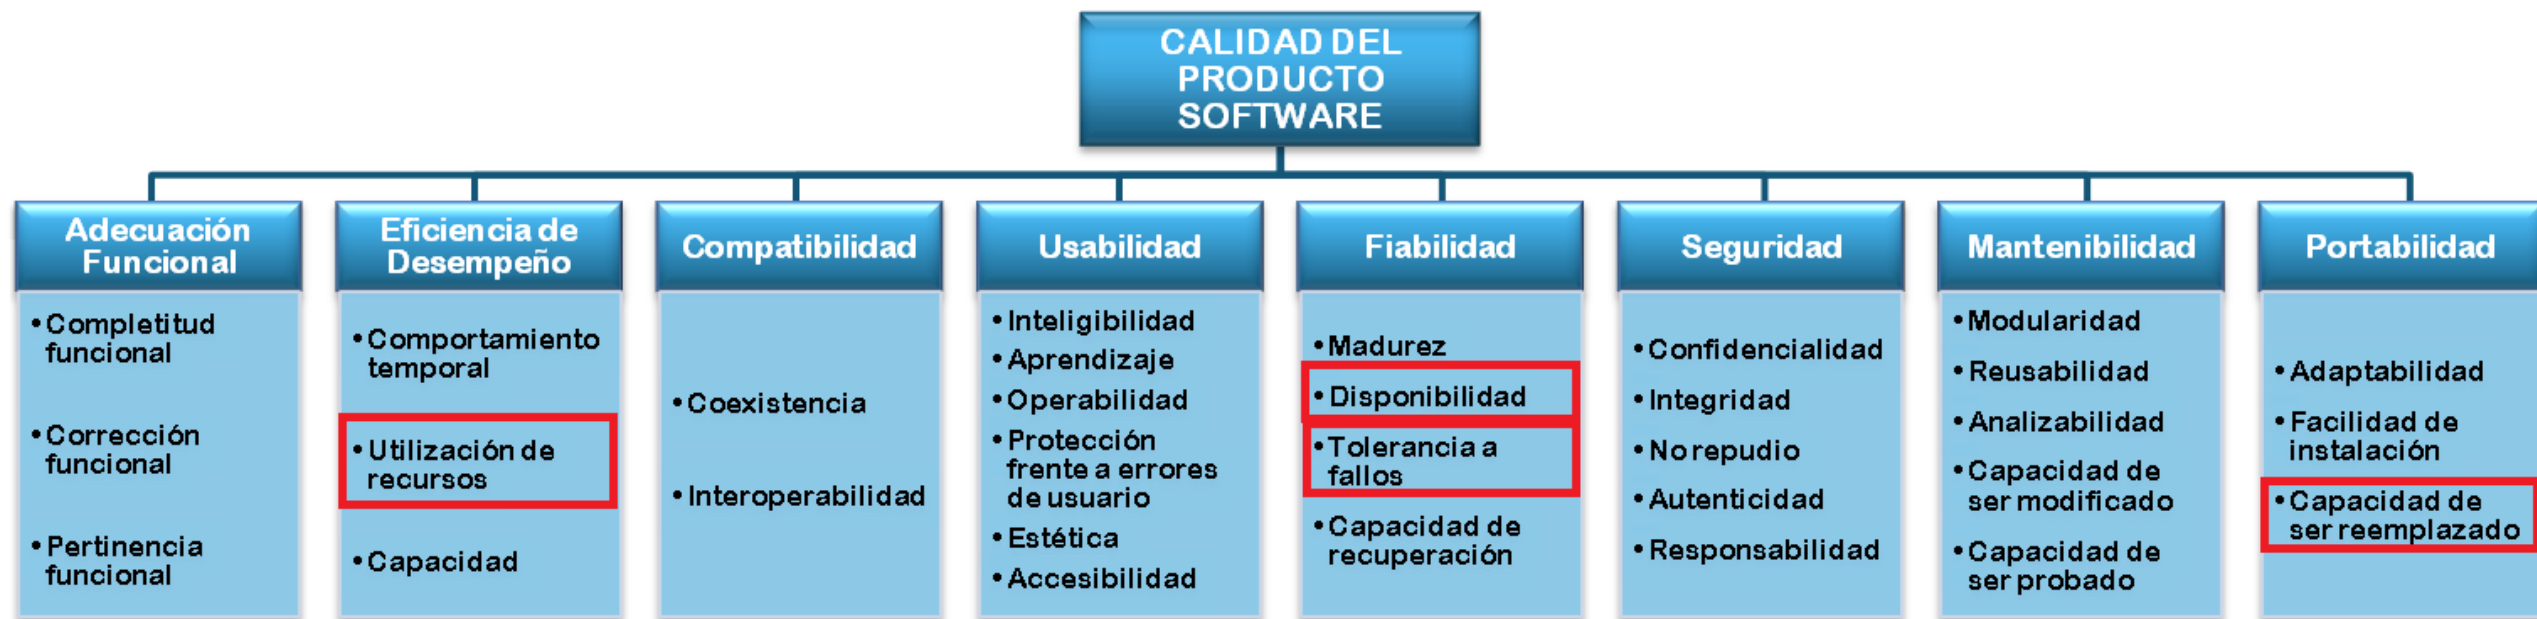 CALIDAD DEL
PRODUCTO
SOFTWARE
Adecuación
Funcional
•Completitud
funcional
•Corrección
funcional
•Pertinencia
funcional
Eficiencia de
Desempeño
•Comportamiento
temporal
•Utilización de
recursos
•Capacidad
Compatibilidad
•Coexistencia
•Interoperabilidad
Usabilidad
•Inteligibilidad
•Aprendizaje
•Operabilidad
•Protección
frente a errores
de usuario
•Estética
•Accesibilidad
Fiabilidad
•Madurez
•Disponibilidad
•Tolerancia a
fallos
•Capacidad de
recuperación
Seguridad
•Confidencialidad
•Integridad
•No repudio
•Autenticidad
•Responsabilidad
Mantenibilidad
•Modularidad
•Reusabilidad
•Analizabilidad
•Capacidad de
ser modificado
•Capacidad de
ser probado
Portabilidad
•Adaptabilidad
•Facilidad de
instalación
•Capacidad de
ser reemplazado